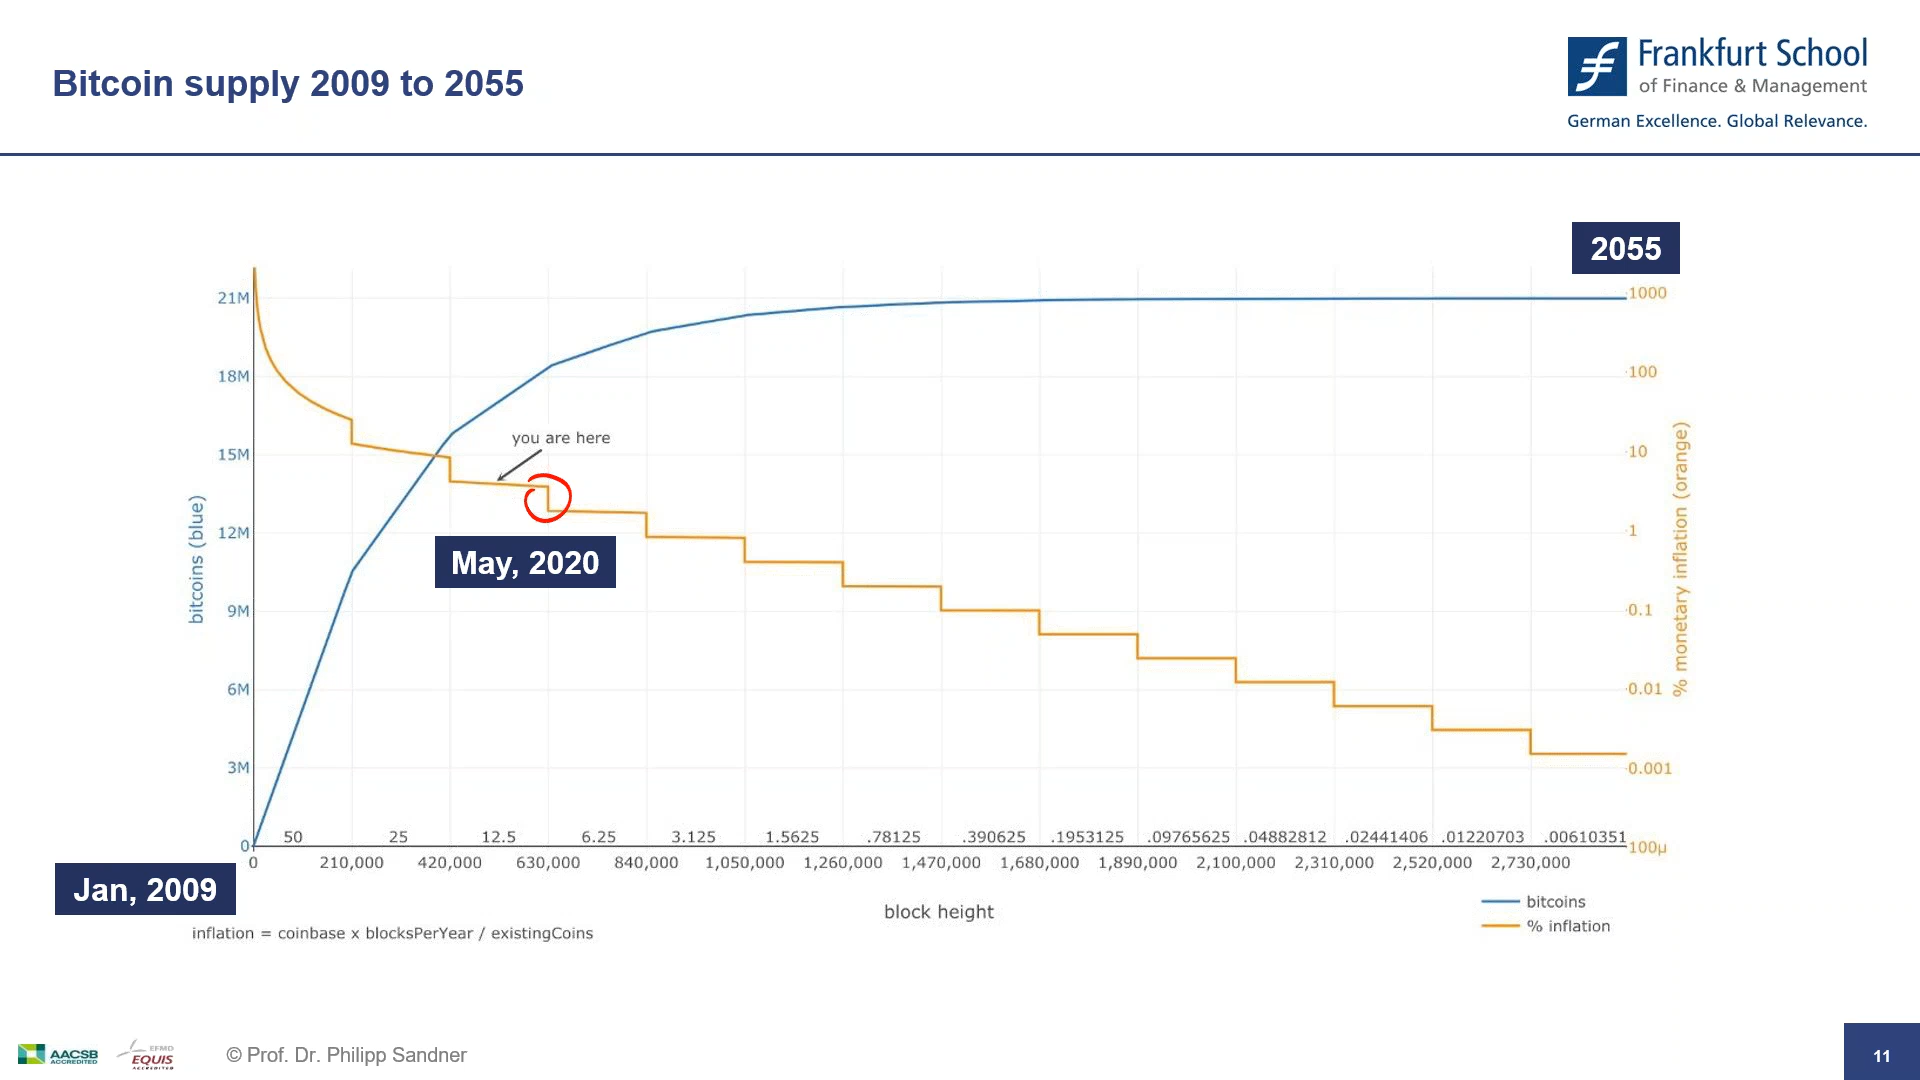 Bitcoin supply 2009 to 2055
Frankfurt School
of Finance & Management
German Excellence. Global Relevance.
2055
21M
18M
15M
12M
9M
6M
3M
0
bitcoins (blue)
you are here
May, 2020
1000
100
10
1
0.1
0.01
0.001
100µ
% monetary inflation (orange)
50 25 12.5 6.25 3.125 1.5625 .78125 .390625 .1953125 .09765625 .04882812 .02441406 .01220703 .00610351
0 210,000 420,000 630,000 840,000 1,050,000 1,260,000 1,470,000 1,680,000 1,890,000 2,100,000 2,310,000 2,520,000 2,730,000
Jan, 2009
block height
bitcoins
% inflation
inflation = coinbase x blocksPerYear / existingCoins
AACSB
ACCREDITED
EFMD
EQUIS
ACCREDITED
© Prof. Dr. Philipp Sandner
11